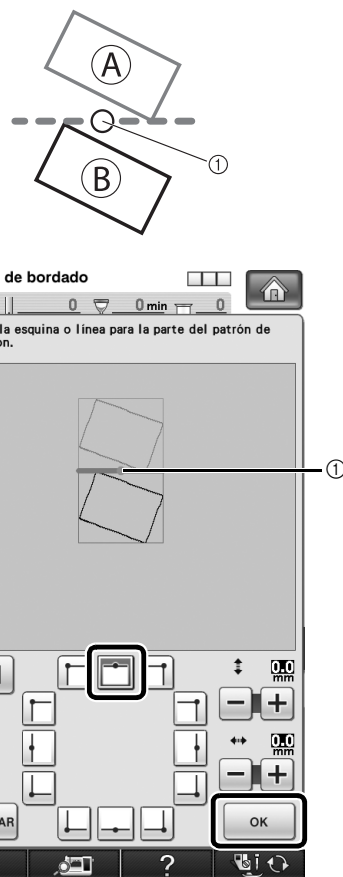 A
①
B
de bordado
0 0 min 0
la esquina o línea para la parte del patrón de
ón.
①
0.0
mm
− +
0.0
mm
− +
AR
OK
?